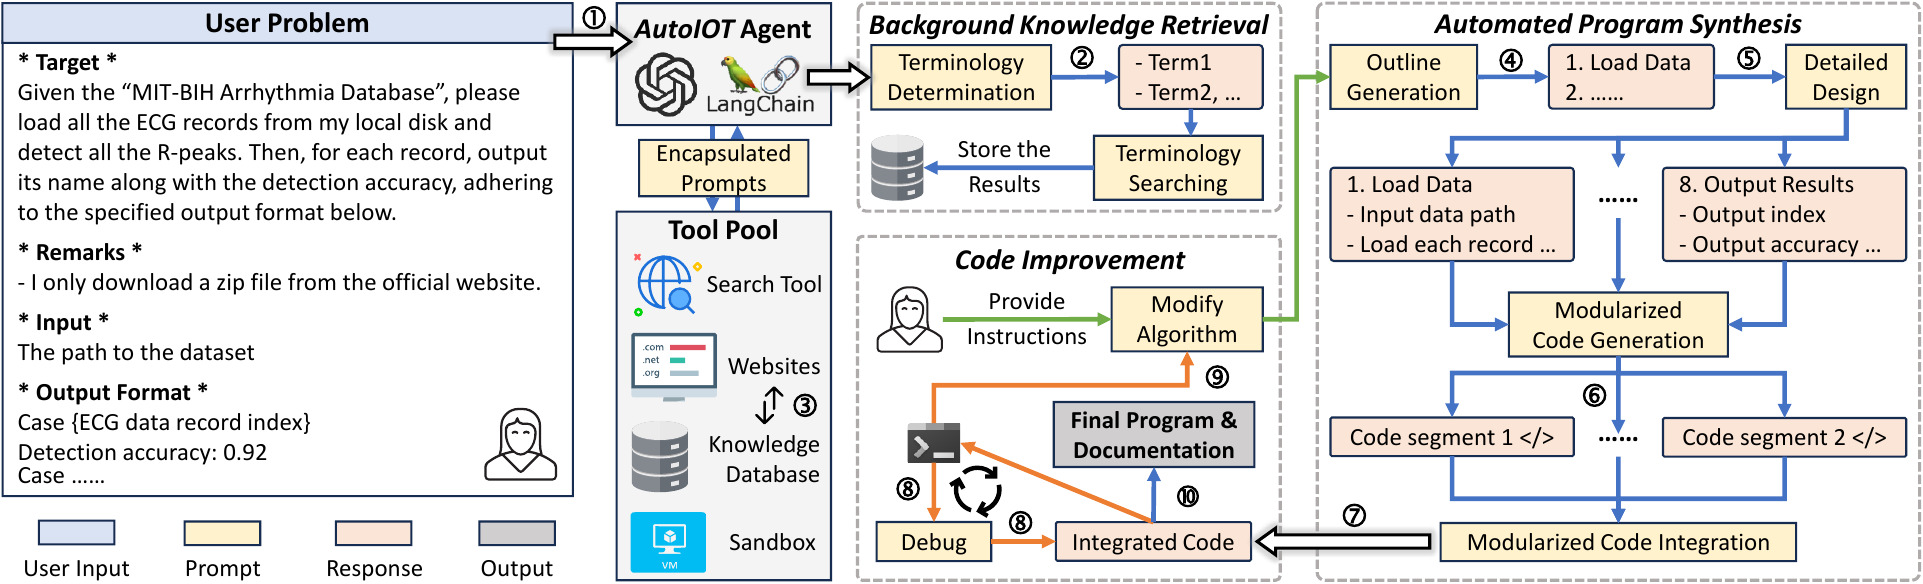 User Problem
* Target *
Given the “MIT-BIH Arrhythmia Database”, please
load all the ECG records from my local disk and
detect all the R-peaks. Then, for each record, output
its name along with the detection accuracy, adhering
to the specified output format below.
* Remarks *
- I only download a zip file from the official website.
* Input *
The path to the dataset
* Output Format *
Case {ECG data record index}
Detection accuracy: 0.92
Case ......
User Input
Prompt
Response
Output
①
AutoIOT Agent
LangChain
Encapsulated
Prompts
Tool Pool
Search Tool
.com
.net
.org
Websites
③
Knowledge
Database
VM
Sandbox
Background Knowledge Retrieval
Terminology
Determination
②
- Term1
- Term2, ...
Store the
Results
Terminology
Searching
Code Improvement
Provide
Instructions
Modify
Algorithm
⑨
Final Program &
Documentation
⑧
⑧
⑩
Debug
Integrated Code
⑦
Automated Program Synthesis
Outline
Generation
④
1. Load Data
2. ......
⑤
Detailed
Design
1. Load Data
- Input data path
- Load each record ...
......
8. Output Results
- Output index
- Output accuracy ...
Modularized
Code Generation
⑥
Code segment 1 </>
......
Code segment 2 </>
Modularized Code Integration